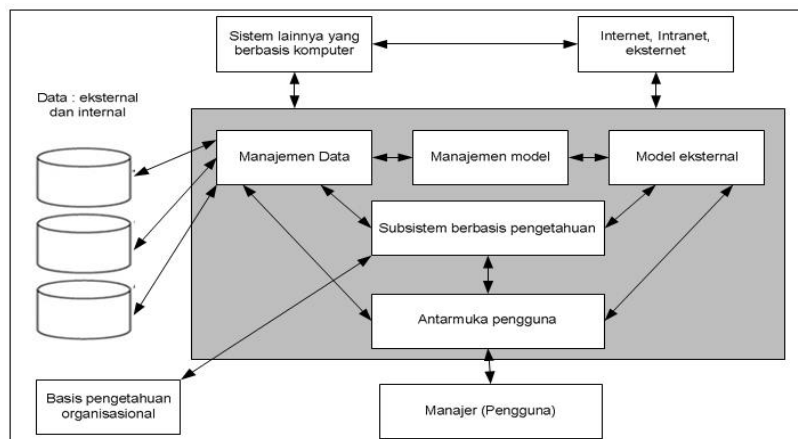 Sistem lainnya yang
berbasis komputer
Internet, Intranet,
eksternet
Data : eksternal
dan internal
Manajemen Data
Manajemen model
Model eksternal
Subsistem berbasis pengetahuan
Antarmuka pengguna
Basis pengetahuan
organisasional
Manajer (Pengguna)